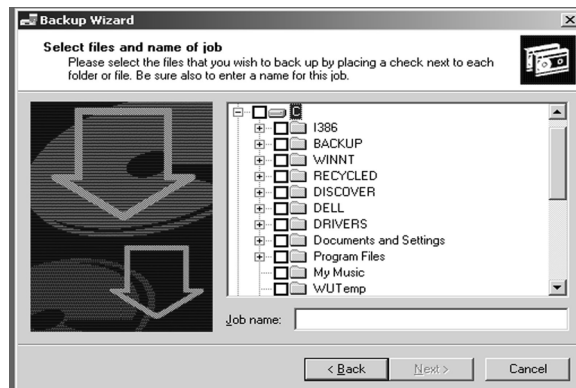 Backup Wizard
Select files and name of job
Please select the files that you wish to back up by placing a check next to each
folder or file. Be sure also to enter a name for this job.
C
I386
BACKUP
WINNT
RECYCLED
DISCOVER
DELL
DRIVERS
Documents and Settings
Program Files
My Music
WUTemp
Job name:
< Back
Next >
Cancel